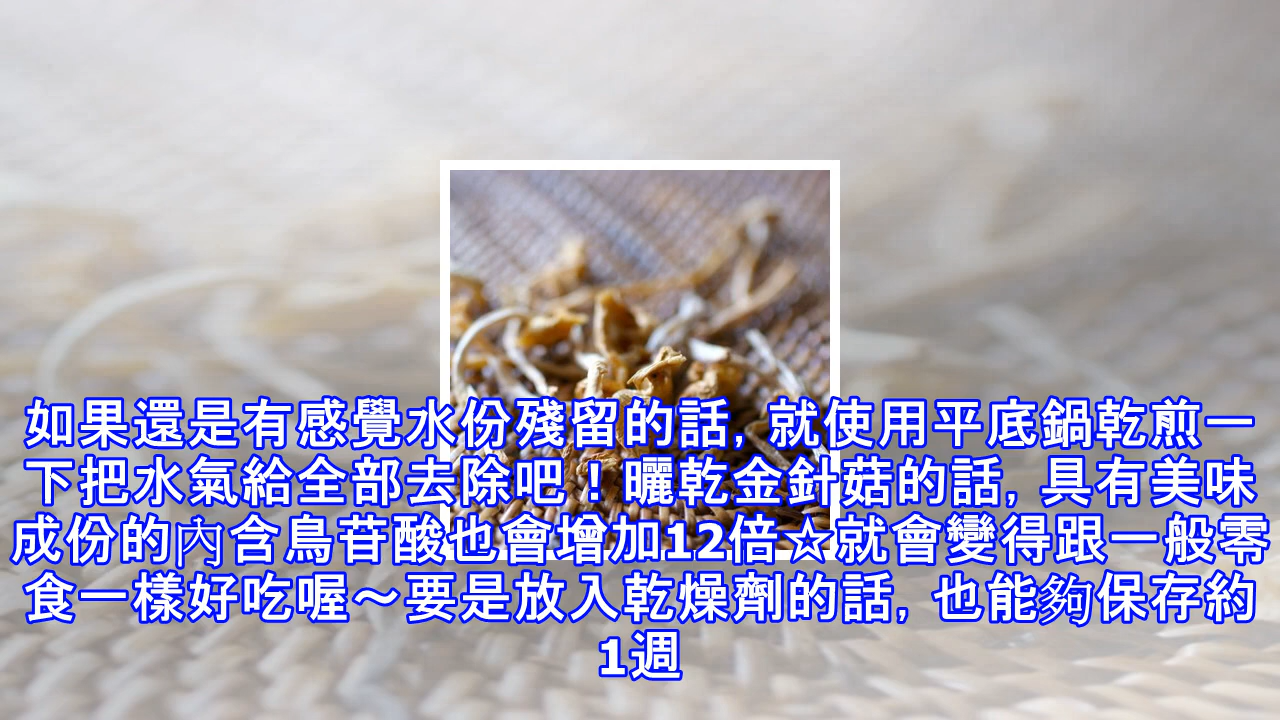 如果還是有感覺水份殘留的話, 就使用平底鍋乾煎一
下把水氣給全部去除吧！曬乾金針菇的話, 具有美味
成份的內含鳥苷酸也會增加12倍☆就會變得跟一般零
食一樣好吃喔～要是放入乾燥劑的話, 也能夠保存約
1週